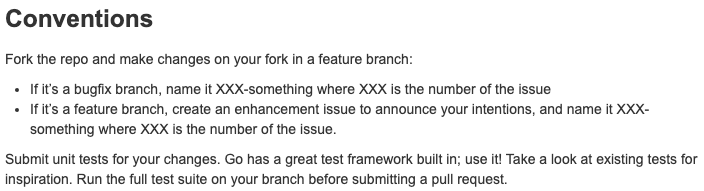 Conventions
Fork the repo and make changes on your fork in a feature branch:
• If it's a bugfix branch, name it XXX-something where XXX is the number of the issue
• If it's a feature branch, create an enhancement issue to announce your intentions, and name it XXX-
something where XXX is the number of the issue.
Submit unit tests for your changes. Go has a great test framework built in; use it! Take a look at existing tests for
inspiration. Run the full test suite on your branch before submitting a pull request.